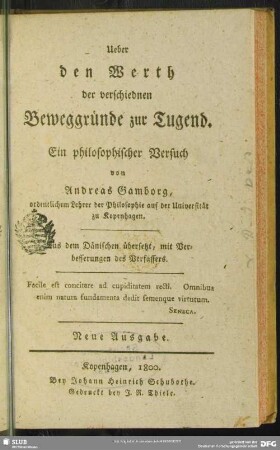 Ueber
den Werth
der verschiednen
Beweggründe zur Tugend.
Ein philosophischer Versuch
von
Andreas Gamborg,
ordentlichem Lehrer der Philosophie auf der Universität
zu Kopenhagen.
Aus dem Dänischen übersetzt, mit Ver-
besserungen des Verfassers.
Facile est concitare ad cupiditatem recti. Omnibus
enim natura fundamenta dedit semenque virtutum.
SENECA.
Neue Ausgabe.
Kopenhagen, 1800.
Bey Johann Heinrich Schubothe.
Gedruckt bey J. R. Thiele.
SLUB